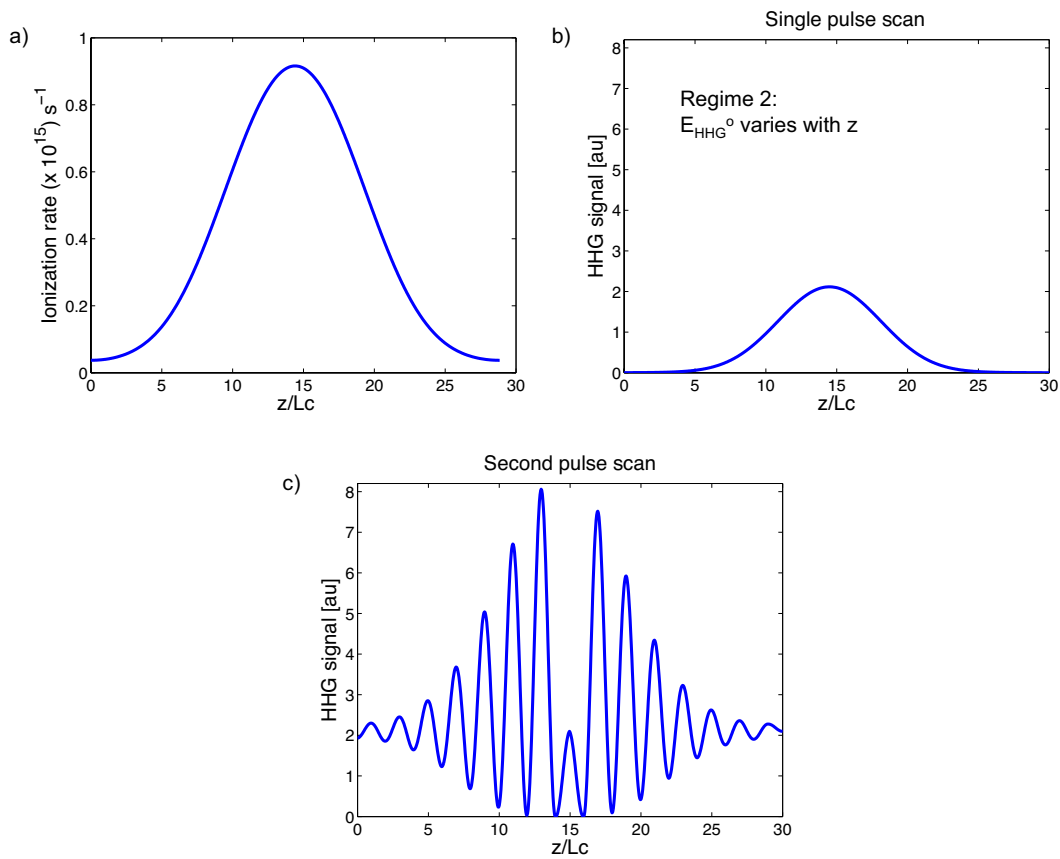 a)
1
0.8
0.6
0.4
0.2
0
Ionization rate (x 10¹⁵) s⁻¹
0 5 10 15 20 25 30
z/Lc
b)
Single pulse scan
8
7
6
5
4
3
2
1
0
HHG signal [au]
Regime 2:
E_HHG^o varies with z
0 5 10 15 20 25 30
z/Lc
c)
Second pulse scan
8
7
6
5
4
3
2
1
0
HHG signal [au]
0 5 10 15 20 25 30
z/Lc